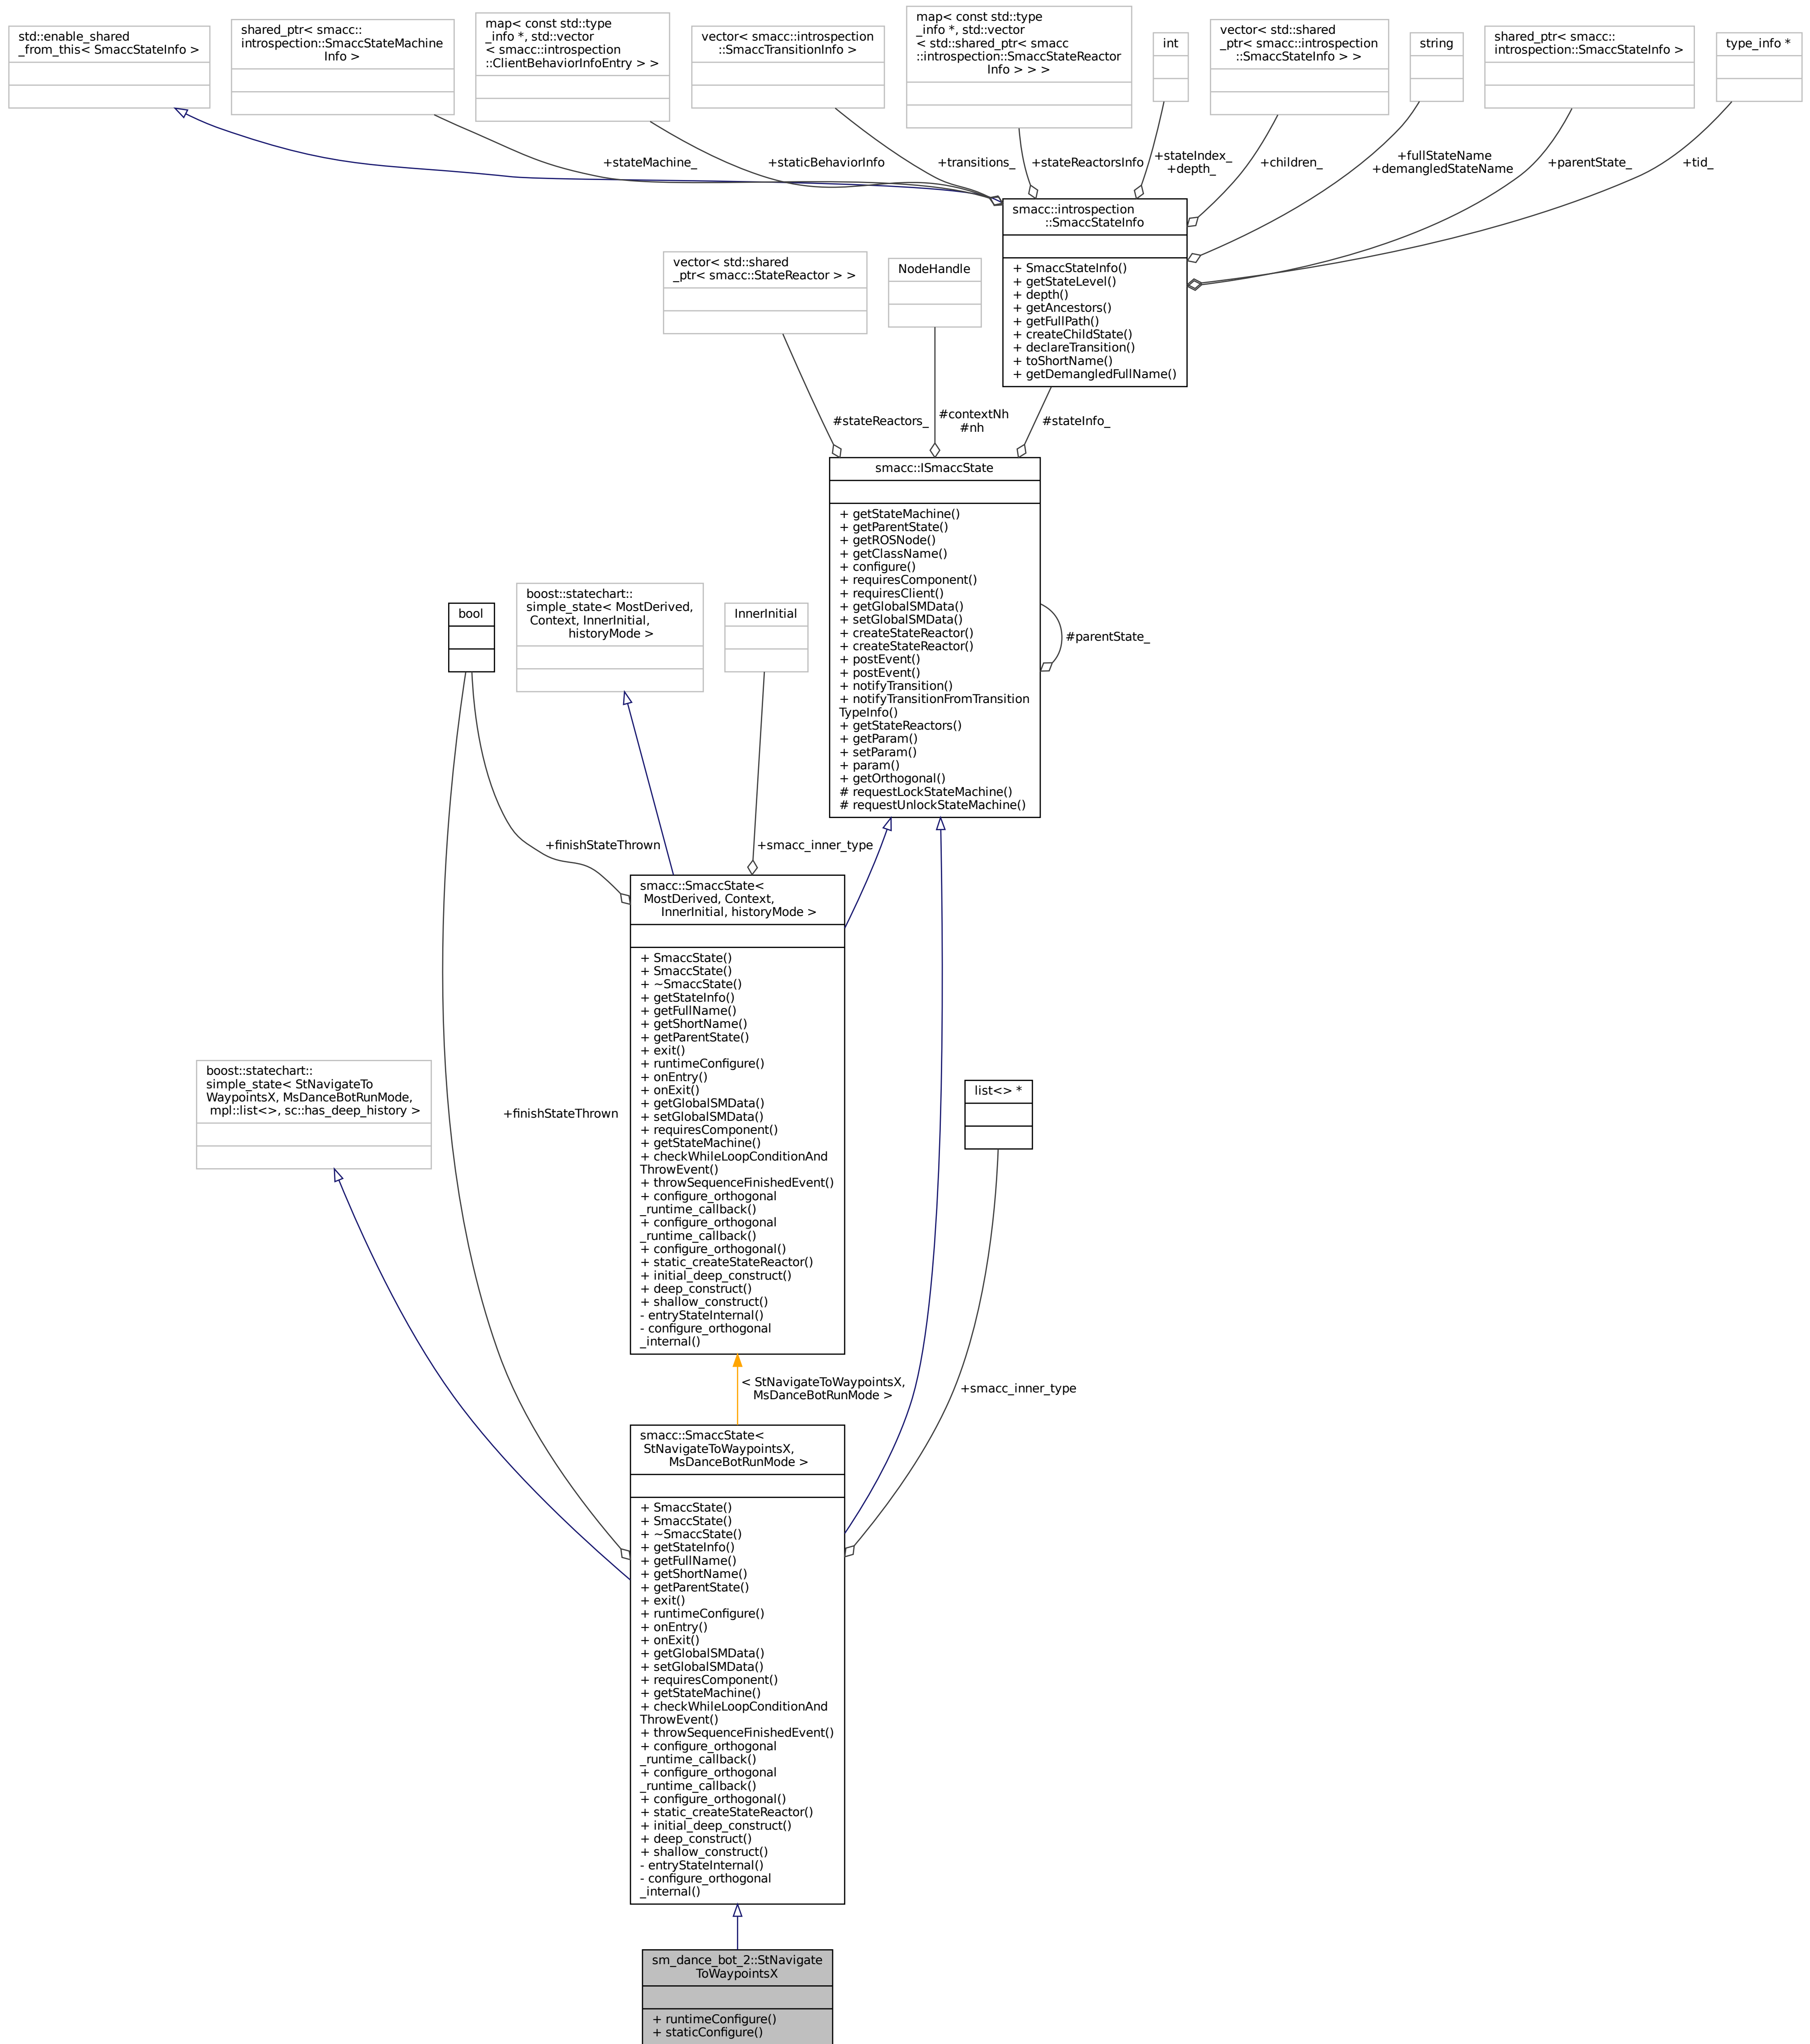 std::enable_shared
_from_this< SmaccStateInfo >
shared_ptr< smacc::
introspection::SmaccStateMachine
Info >
map< const std::type
_info *, std::vector
< smacc::introspection
::ClientBehaviorInfoEntry > >
vector< smacc::introspection
::SmaccTransitionInfo >
map< const std::type
_info *, std::vector
< std::shared_ptr< smacc
::introspection::SmaccStateReactor
Info > > >
int
vector< std::shared
_ptr< smacc::introspection
::SmaccStateInfo > >
string
shared_ptr< smacc::
introspection::SmaccStateInfo >
type_info *
+stateMachine_
+staticBehaviorInfo
+transitions_
+stateReactorsInfo
+stateIndex_
+depth_
+children_
+fullStateName
+demangledStateName
+parentState_
+tid_
smacc::introspection
::SmaccStateInfo
+ SmaccStateInfo()
+ getStateLevel()
+ depth()
+ getAncestors()
+ getFullPath()
+ createChildState()
+ declareTransition()
+ toShortName()
+ getDemangledFullName()
vector< std::shared
_ptr< smacc::StateReactor > >
NodeHandle
#stateReactors_
#contextNh
#nh
#stateInfo_
smacc::ISmaccState
+ getStateMachine()
+ getParentState()
+ getROSNode()
+ getClassName()
+ configure()
+ requiresComponent()
+ requiresClient()
+ getGlobalSMData()
+ setGlobalSMData()
+ createStateReactor()
+ createStateReactor()
+ postEvent()
+ postEvent()
+ notifyTransition()
+ notifyTransitionFromTransition
TypeInfo()
+ getStateReactors()
+ getParam()
+ setParam()
+ param()
+ getOrthogonal()
# requestLockStateMachine()
# requestUnlockStateMachine()
#parentState_
bool
boost::statechart::
simple_state< MostDerived,
Context, InnerInitial,
historyMode >
InnerInitial
+finishStateThrown
+smacc_inner_type
smacc::SmaccState<
MostDerived, Context,
InnerInitial, historyMode >
+ SmaccState()
+ SmaccState()
+ ~SmaccState()
+ getStateInfo()
+ getFullName()
+ getShortName()
+ getParentState()
+ exit()
+ runtimeConfigure()
+ onEntry()
+ onExit()
+ getGlobalSMData()
+ setGlobalSMData()
+ requiresComponent()
+ getStateMachine()
+ checkWhileLoopConditionAnd
ThrowEvent()
+ throwSequenceFinishedEvent()
+ configure_orthogonal
_runtime_callback()
+ configure_orthogonal
_runtime_callback()
+ configure_orthogonal()
+ static_createStateReactor()
+ initial_deep_construct()
+ deep_construct()
+ shallow_construct()
- entryStateInternal()
- configure_orthogonal
_internal()
boost::statechart::
simple_state< StNavigateTo
WaypointsX, MsDanceBotRunMode,
mpl::list<>, sc::has_deep_history >
+finishStateThrown
list<> *
< StNavigateToWaypointsX,
MsDanceBotRunMode >
+smacc_inner_type
smacc::SmaccState<
StNavigateToWaypointsX,
MsDanceBotRunMode >
+ SmaccState()
+ SmaccState()
+ ~SmaccState()
+ getStateInfo()
+ getFullName()
+ getShortName()
+ getParentState()
+ exit()
+ runtimeConfigure()
+ onEntry()
+ onExit()
+ getGlobalSMData()
+ setGlobalSMData()
+ requiresComponent()
+ getStateMachine()
+ checkWhileLoopConditionAnd
ThrowEvent()
+ throwSequenceFinishedEvent()
+ configure_orthogonal
_runtime_callback()
+ configure_orthogonal
_runtime_callback()
+ configure_orthogonal()
+ static_createStateReactor()
+ initial_deep_construct()
+ deep_construct()
+ shallow_construct()
- entryStateInternal()
- configure_orthogonal
_internal()
sm_dance_bot_2::StNavigate
ToWaypointsX
+ runtimeConfigure()
+ staticConfigure()